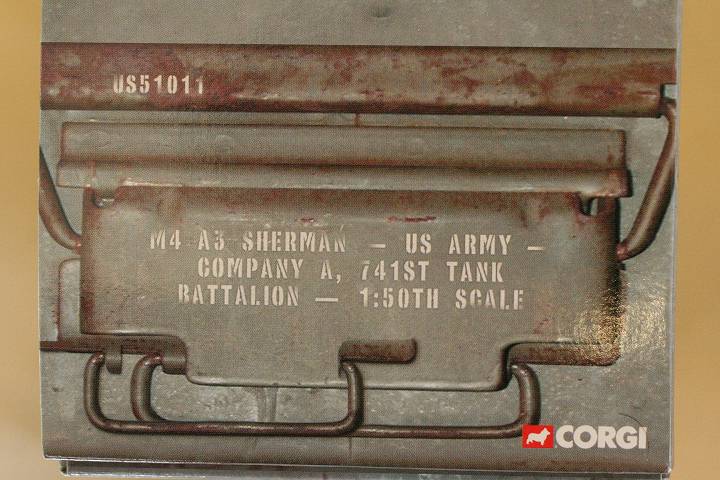 US51011
M4 A3 SHERMAN – US ARMY –
COMPANY A, 741ST TANK
BATTALION – 1:50TH SCALE
CORGI